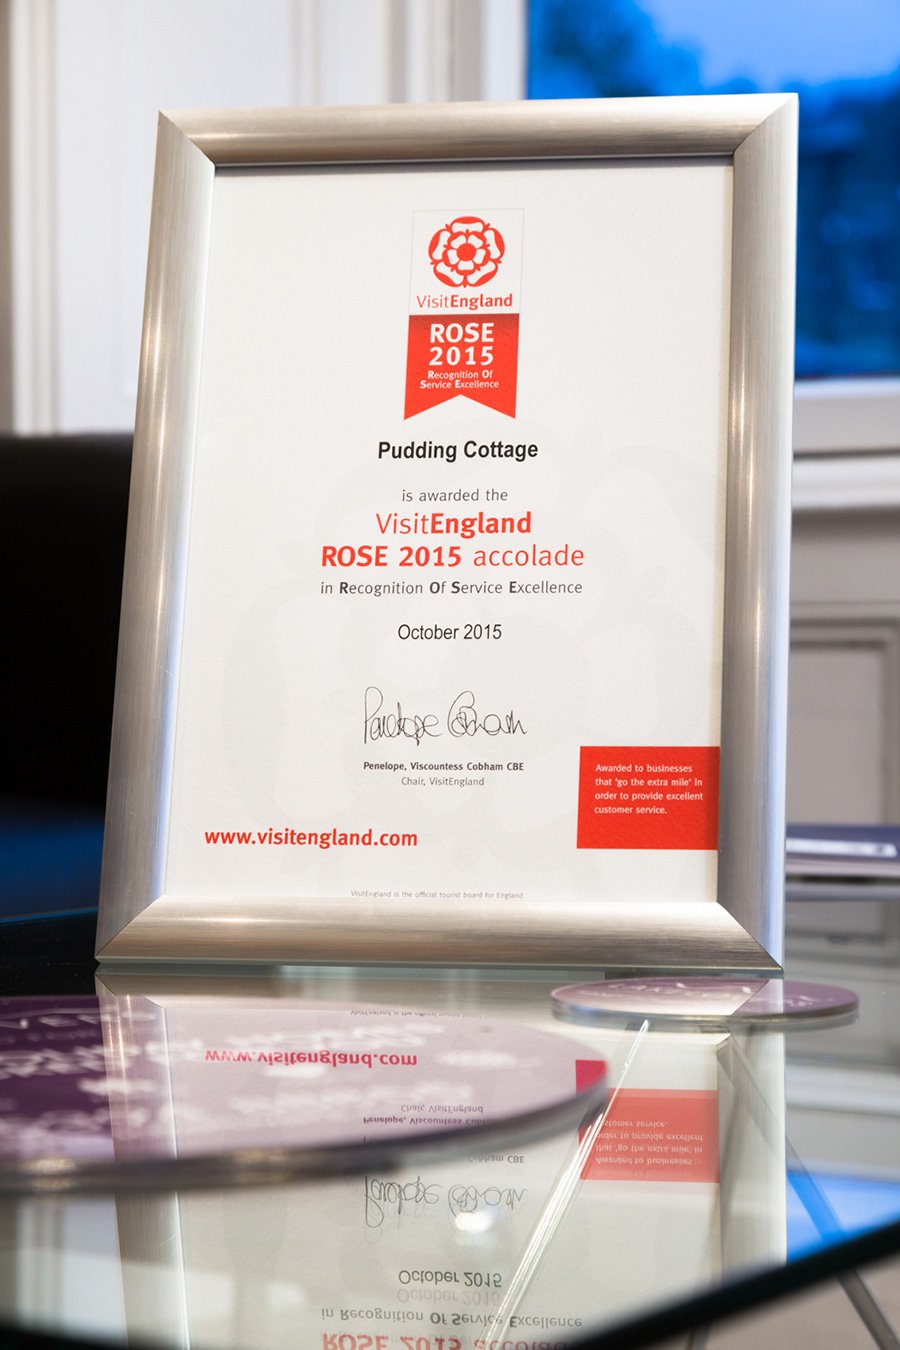 VisitEngland
ROSE
2015
Recognition Of
Service Excellence
Pudding Cottage
is awarded the
VisitEngland
ROSE 2015 accolade
in Recognition Of Service Excellence
October 2015
Penelope Cobham
Penelope, Viscountess Cobham CBE
Chair, VisitEngland
Awarded to businesses
that 'go the extra mile' in
order to provide excellent
customer service.
www.visitengland.com
VisitEngland is the official tourist board for England